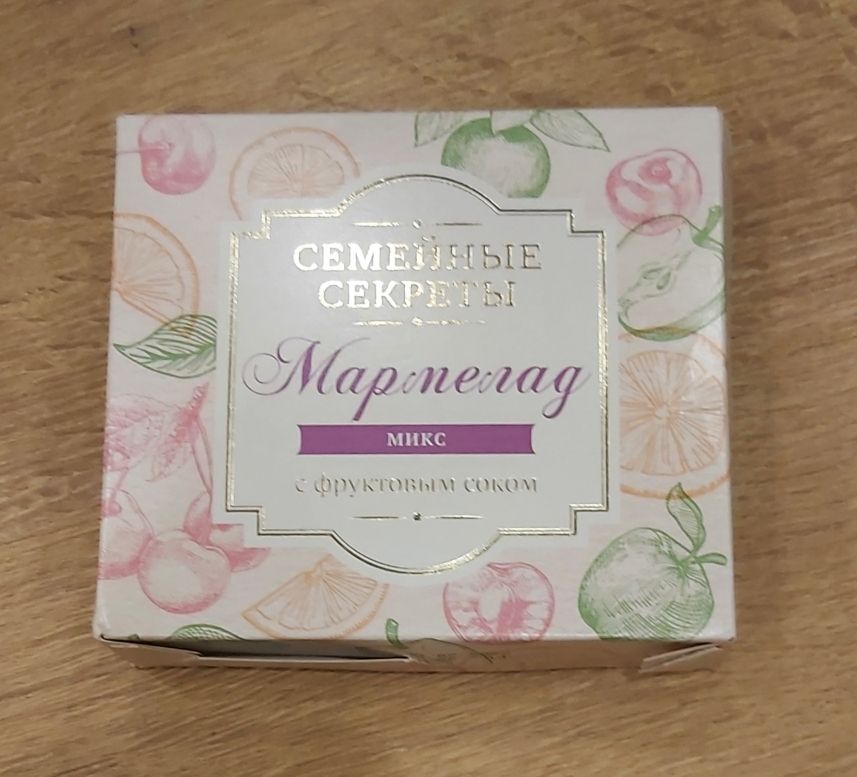 СЕМЕЙНЫЕ
СЕКРЕТЫ
Мармелад
МИКС
с фруктовым соком